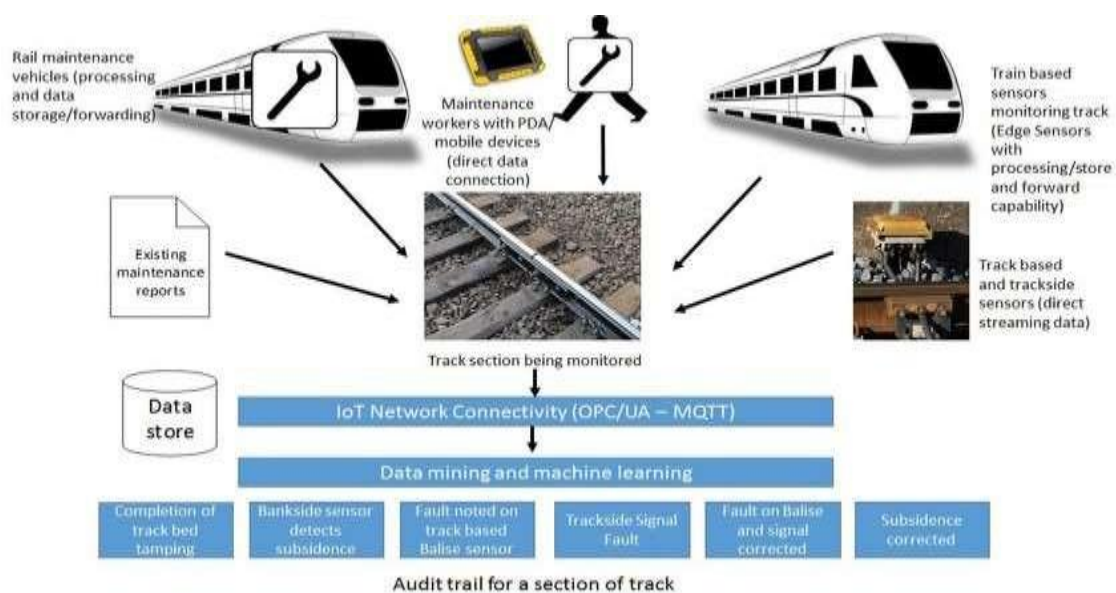 Rail maintenance
vehicles (processing
and data
storage/forwarding)
Maintenance
workers with PDA/
mobile devices
(direct data
connection)
Train based
sensors
monitoring track
(Edge Sensors
with
processing/store
and forward
capability)
Existing
maintenance
reports
Track based
and trackside
sensors (direct
streaming data)
Track section being monitored
Data
store
IoT Network Connectivity (OPC/UA – MQTT)
Data mining and machine learning
Completion of
track bed
tamping
Bankside sensor
detects
subsidence
Fault noted on
track based
Balise sensor
Trackside Signal
Fault
Fault on Balise
and signal
corrected
Subsidence
corrected
Audit trail for a section of track